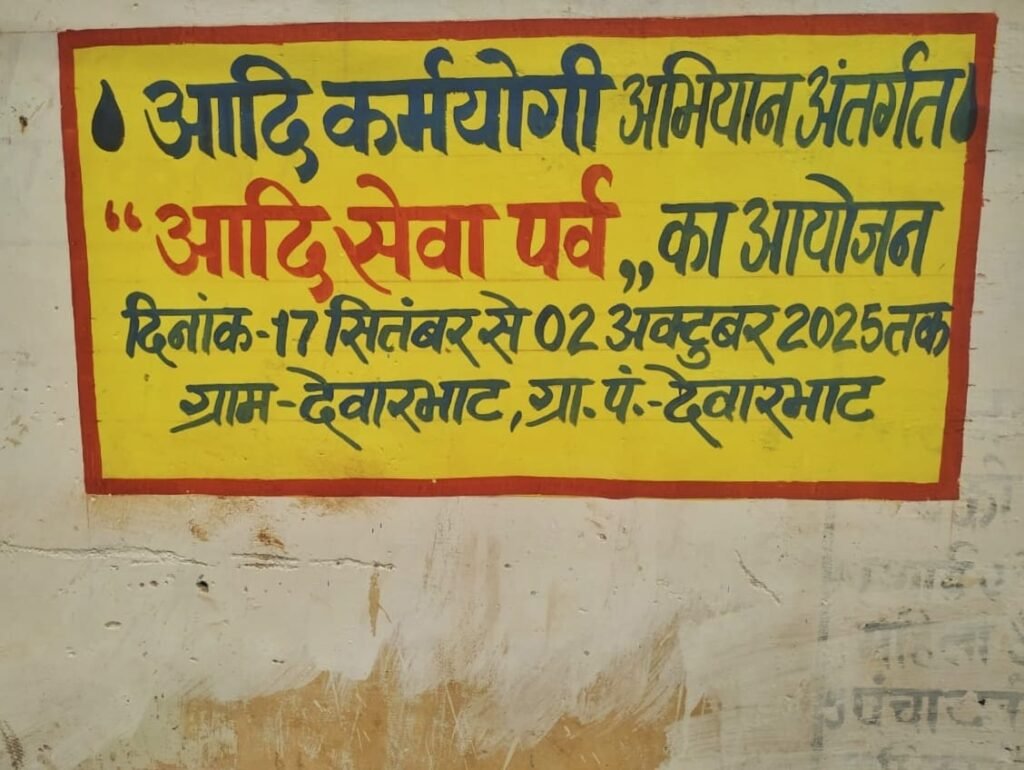 आदि कर्मयोगी अभियान अंतर्गत
“आदि सेवा पर्व„ का आयोजन
दिनांक-17 सितंबर से 02 अक्टुबर 2025 तक
ग्राम-देवारभाट, ग्रा. पं.-देवारभाट
महिला